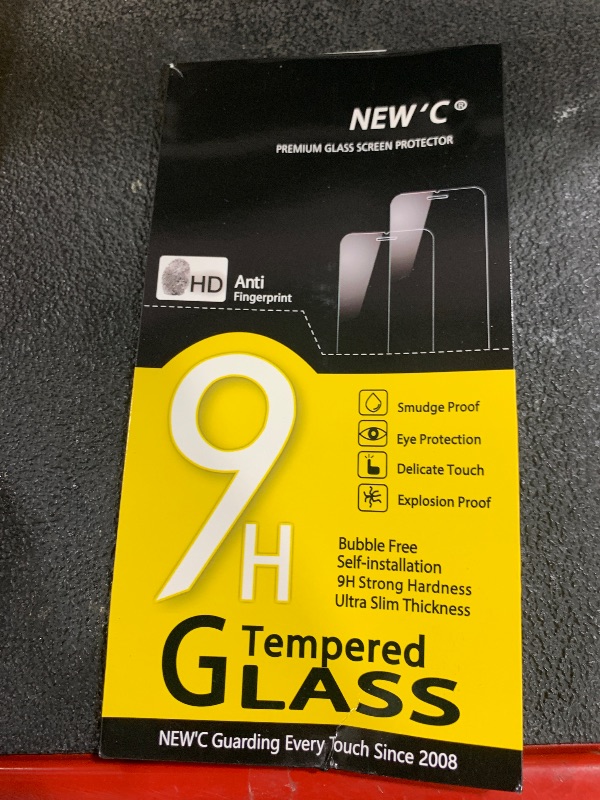 NEW'C ®
PREMIUM GLASS SCREEN PROTECTOR
HD Anti
Fingerprint
9H
Smudge Proof
Eye Protection
Delicate Touch
Explosion Proof
Bubble Free
Self-installation
9H Strong Hardness
Ultra Slim Thickness
Tempered
GLASS
NEW'C Guarding Every Touch Since 2008